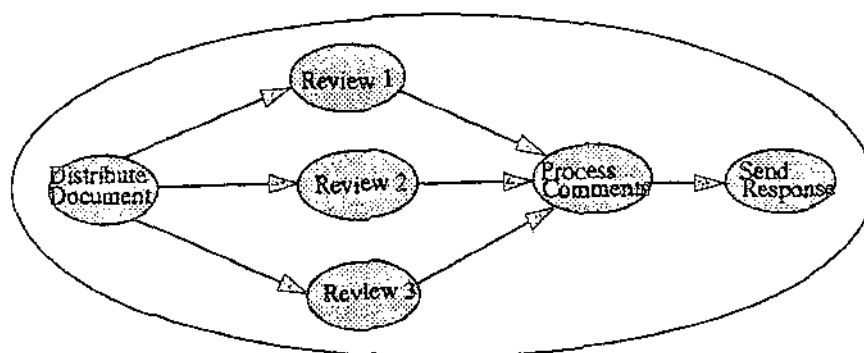 Review 1
Distribute
Document
Review 2
Review 3
Process
Comments
Send
Response